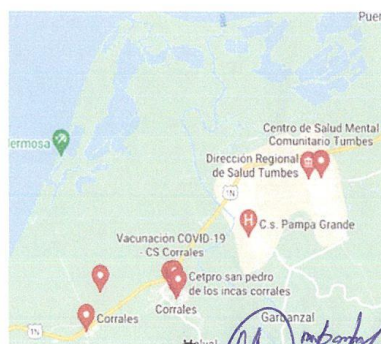 Puer
ermosa
Centro de Salud Mental
Comunitario Tumbes
Dirección Regional
de Salud Tumbes
1N
C.s. Pampa Grande
Vacunación COVID-19
- CS Corrales
Cetpro san pedro
de los incas corrales
Corrales
Corrales
Garbanzal
1N